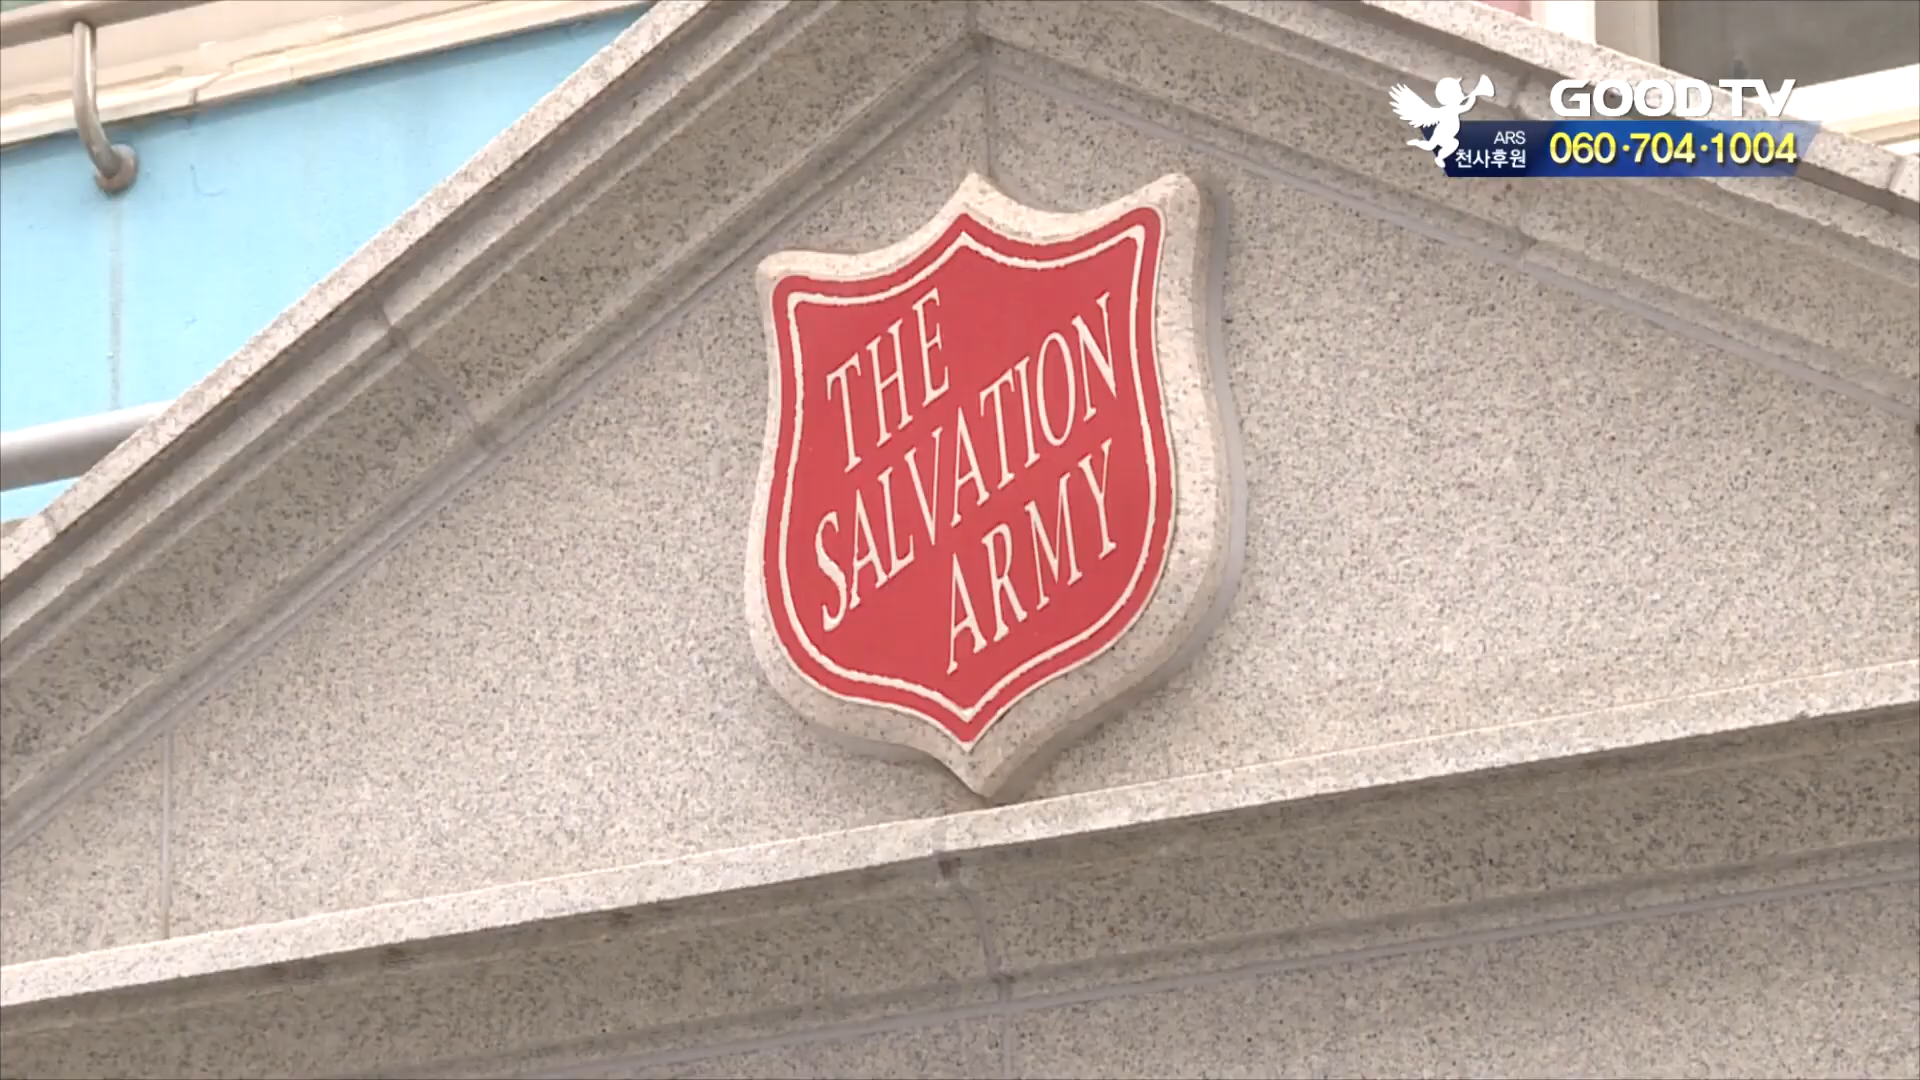 GOOD TV
ARS
천사후원 060·704·1004
THE
SALVATION
ARMY